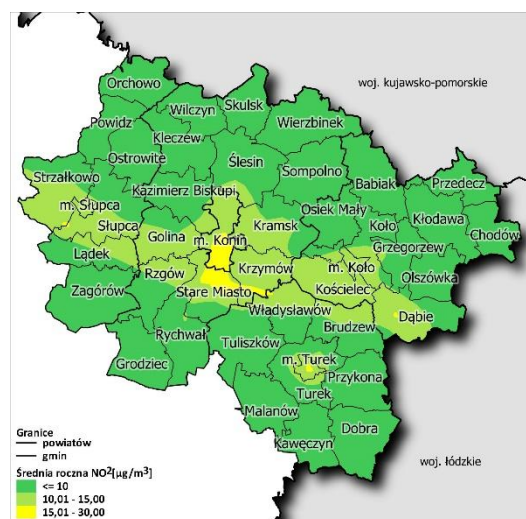 Orchowo
woj. kujawsko-pomorskie
Skulsk
Wilczyn
Wierzbinek
Powidz
Kleczew
Ostrowite
Ślesin
Sompolno
Strzałkowo
Babiak
Przedecz
Kazimierz Biskupi
m. Słupca
Osiek Mały
Koło
Kłodawa
Słupca
Kramsk
Chodów
Golina
m. Konin
Grzegorzew
Lądek
m. Koło
Rzgów
Krzymów
Olszówka
Zagórów
Stare Miasto
Kościelec
Władysławów
Dąbie
Rychwał
Brudzew
Tuliszków
Grodziec
m. Turek
Przykona
Turek
Malanów
Dobra
Kawęczyn
woj. łódzkie
Granice
powiatów
gmin
Średnia roczna NO²[µg/m³]
<= 10
10,01 - 15,00
15,01 - 30,00